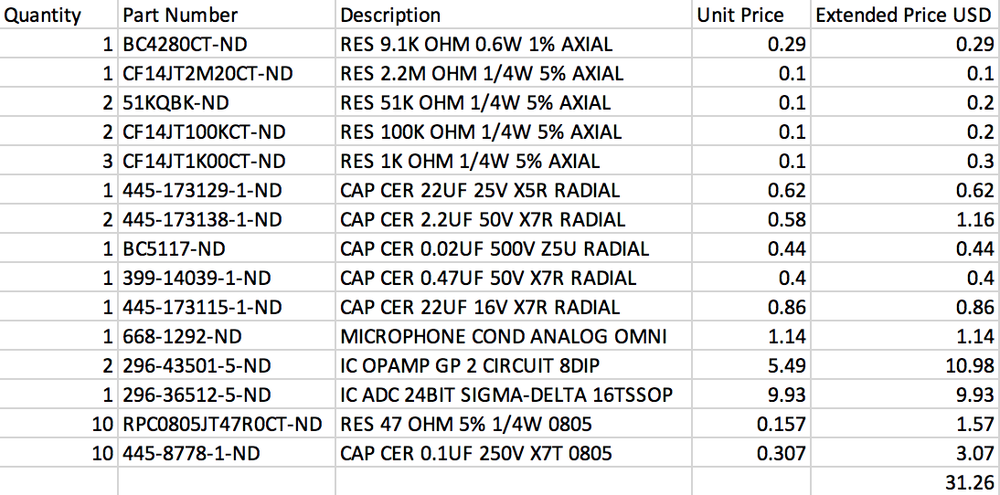 Quantity Part Number Description Unit Price Extended Price USD
1 BC4280CT-ND RES 9.1K OHM 0.6W 1% AXIAL 0.29 0.29
1 CF14JT2M20CT-ND RES 2.2M OHM 1/4W 5% AXIAL 0.1 0.1
2 51KQBK-ND RES 51K OHM 1/4W 5% AXIAL 0.1 0.2
2 CF14JT100KCT-ND RES 100K OHM 1/4W 5% AXIAL 0.1 0.2
3 CF14JT1K00CT-ND RES 1K OHM 1/4W 5% AXIAL 0.1 0.3
1 445-173129-1-ND CAP CER 22UF 25V X5R RADIAL 0.62 0.62
2 445-173138-1-ND CAP CER 2.2UF 50V X7R RADIAL 0.58 1.16
1 BC5117-ND CAP CER 0.02UF 500V Z5U RADIAL 0.44 0.44
1 399-14039-1-ND CAP CER 0.47UF 50V X7R RADIAL 0.4 0.4
1 445-173115-1-ND CAP CER 22UF 16V X7R RADIAL 0.86 0.86
1 668-1292-ND MICROPHONE COND ANALOG OMNI 1.14 1.14
2 296-43501-5-ND IC OPAMP GP 2 CIRCUIT 8DIP 5.49 10.98
1 296-36512-5-ND IC ADC 24BIT SIGMA-DELTA 16TSSOP 9.93 9.93
10 RPC0805JT47R0CT-ND RES 47 OHM 5% 1/4W 0805 0.157 1.57
10 445-8778-1-ND CAP CER 0.1UF 250V X7T 0805 0.307 3.07
31.26